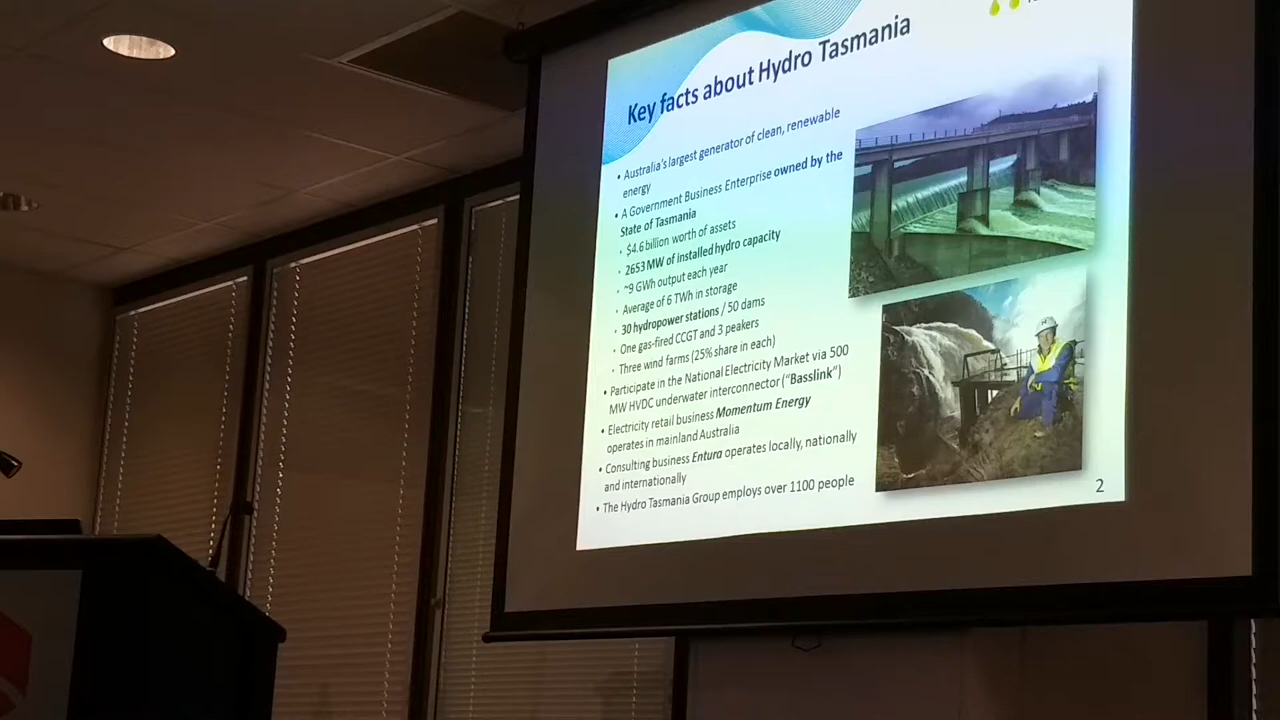 Key facts about Hydro Tasmania
• Australia's largest generator of clean, renewable
energy
• A Government Business Enterprise owned by the
State of Tasmania
• $4.6 billion worth of assets
• 2653 MW of installed hydro capacity
• ~9 GWh output each year
• Average of 6 TWh in storage
• 30 hydropower stations / 50 dams
• One gas-fired CCGT and 3 peakers
• Three wind farms (25% share in each)
• Participate in the National Electricity Market via 500
MW HVDC underwater interconnector ("Basslink")
• Electricity retail business Momentum Energy
operates in mainland Australia
• Consulting business Entura operates locally, nationally
and internationally
• The Hydro Tasmania Group employs over 1100 people
2